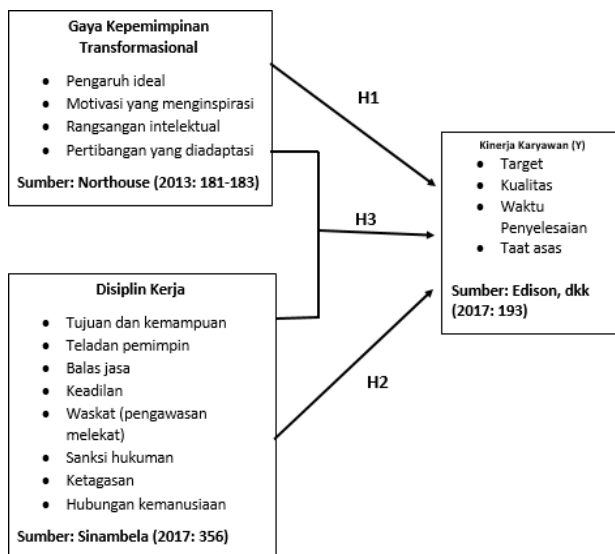 Gaya Kepemimpinan
Transformasional
• Pengaruh ideal
• Motivasi yang menginspirasi
• Rangsangan intelektual
• Pertibangan yang diadaptasi
Sumber: Northouse (2013: 181-183)
H1
Kinerja Karyawan (Y)
• Target
• Kualitas
• Waktu
Penyelesaian
• Taat asas
Sumber: Edison, dkk
(2017: 193)
H3
Disiplin Kerja
• Tujuan dan kemampuan
• Teladan pemimpin
• Balas jasa
• Keadilan
• Waskat (pengawasan
melekat)
• Sanksi hukuman
• Ketagasan
• Hubungan kemanusiaan
Sumber: Sinambela (2017: 356)
H2